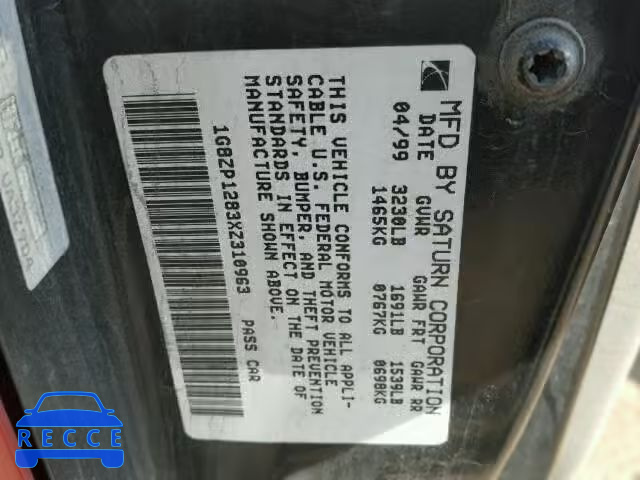 MFD BY SATURN CORPORATION
DATE GVWR GAWR FRT GAWR RR
04/99 3230LB 1691LB 1539LB
1465KG 0767KG 0698KG
THIS VEHICLE CONFORMS TO ALL APPLI-
CABLE U.S. FEDERAL MOTOR VEHICLE
SAFETY, BUMPER, AND THEFT PREVENTION
STANDARDS IN EFFECT ON THE DATE OF
MANUFACTURE SHOWN ABOVE.
1G8ZP1283XZ310963 PASS CAR
RECCE